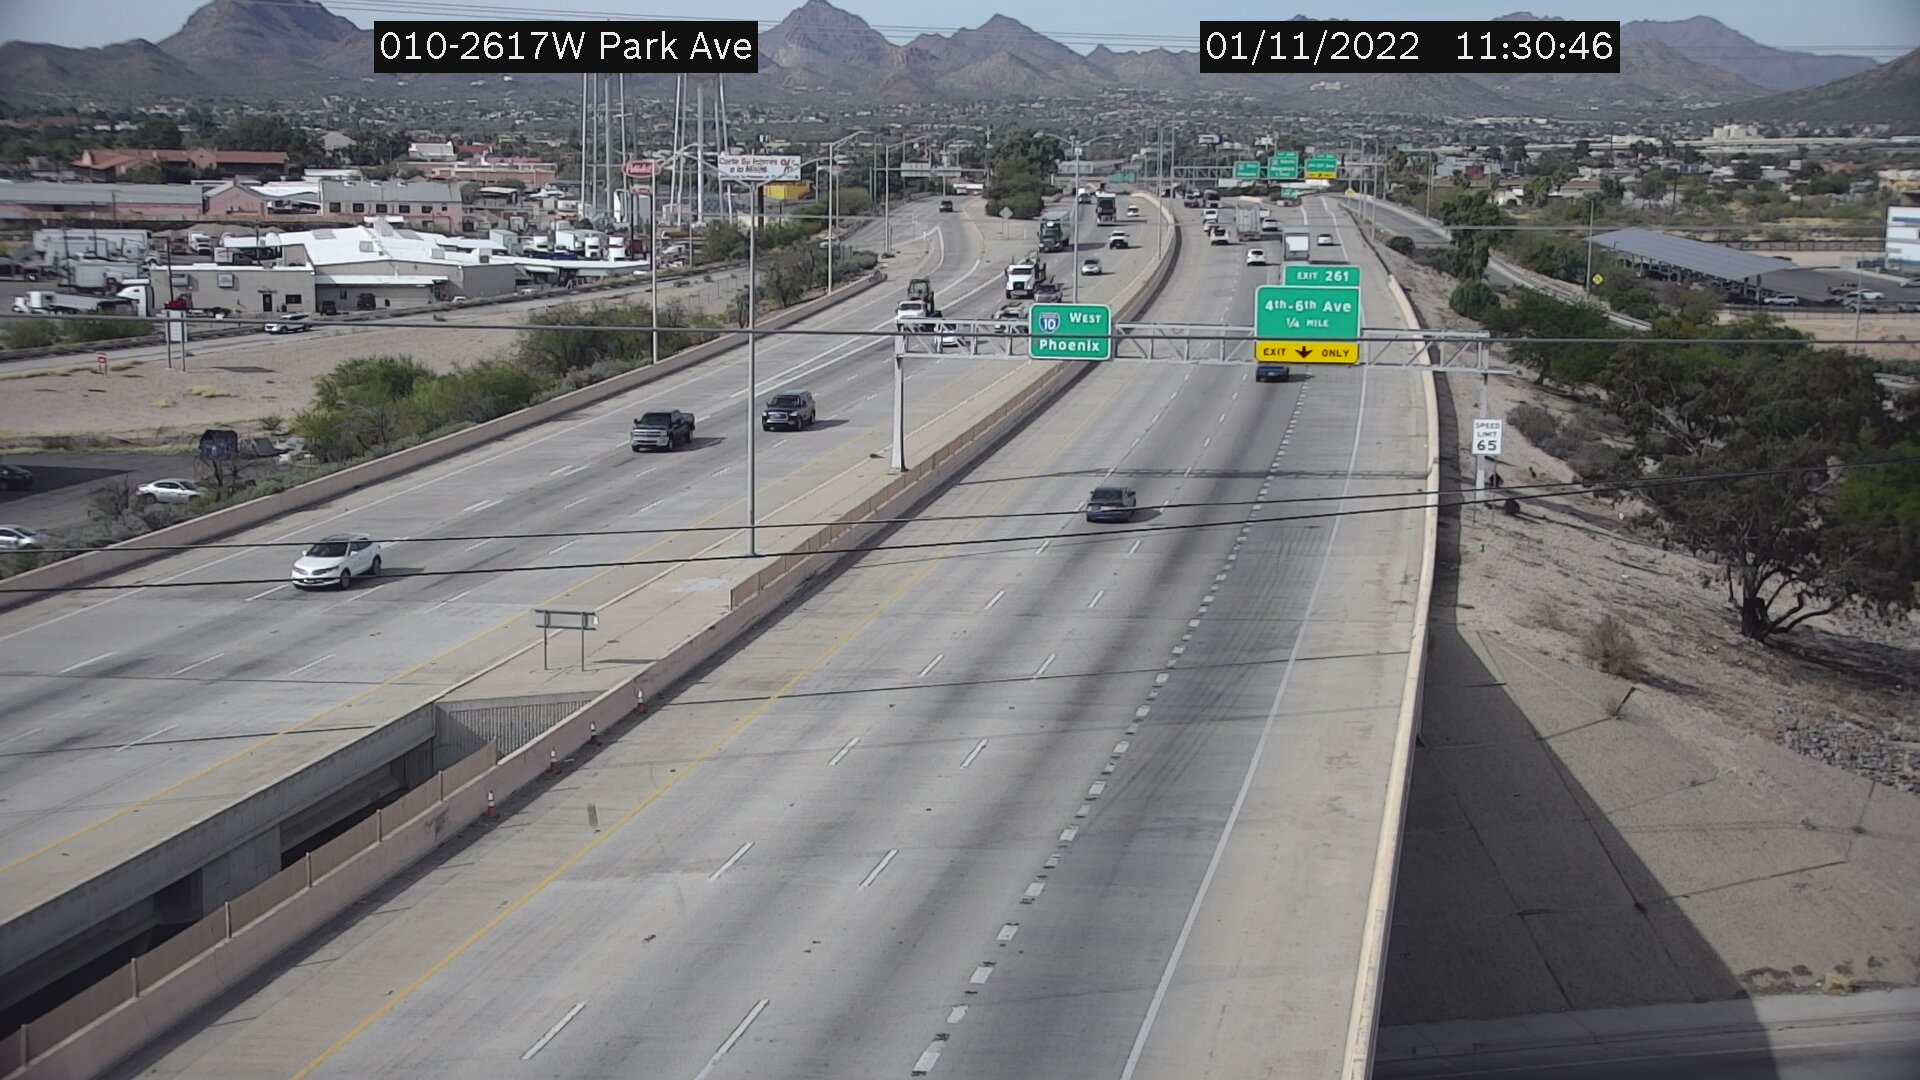 010-2617W Park Ave
01/11/2022 11:30:46
EXIT 261
4th-6th Ave
1/4 MILE
EXIT ONLY
10 WEST
Phoenix
SPEED
LIMIT
65